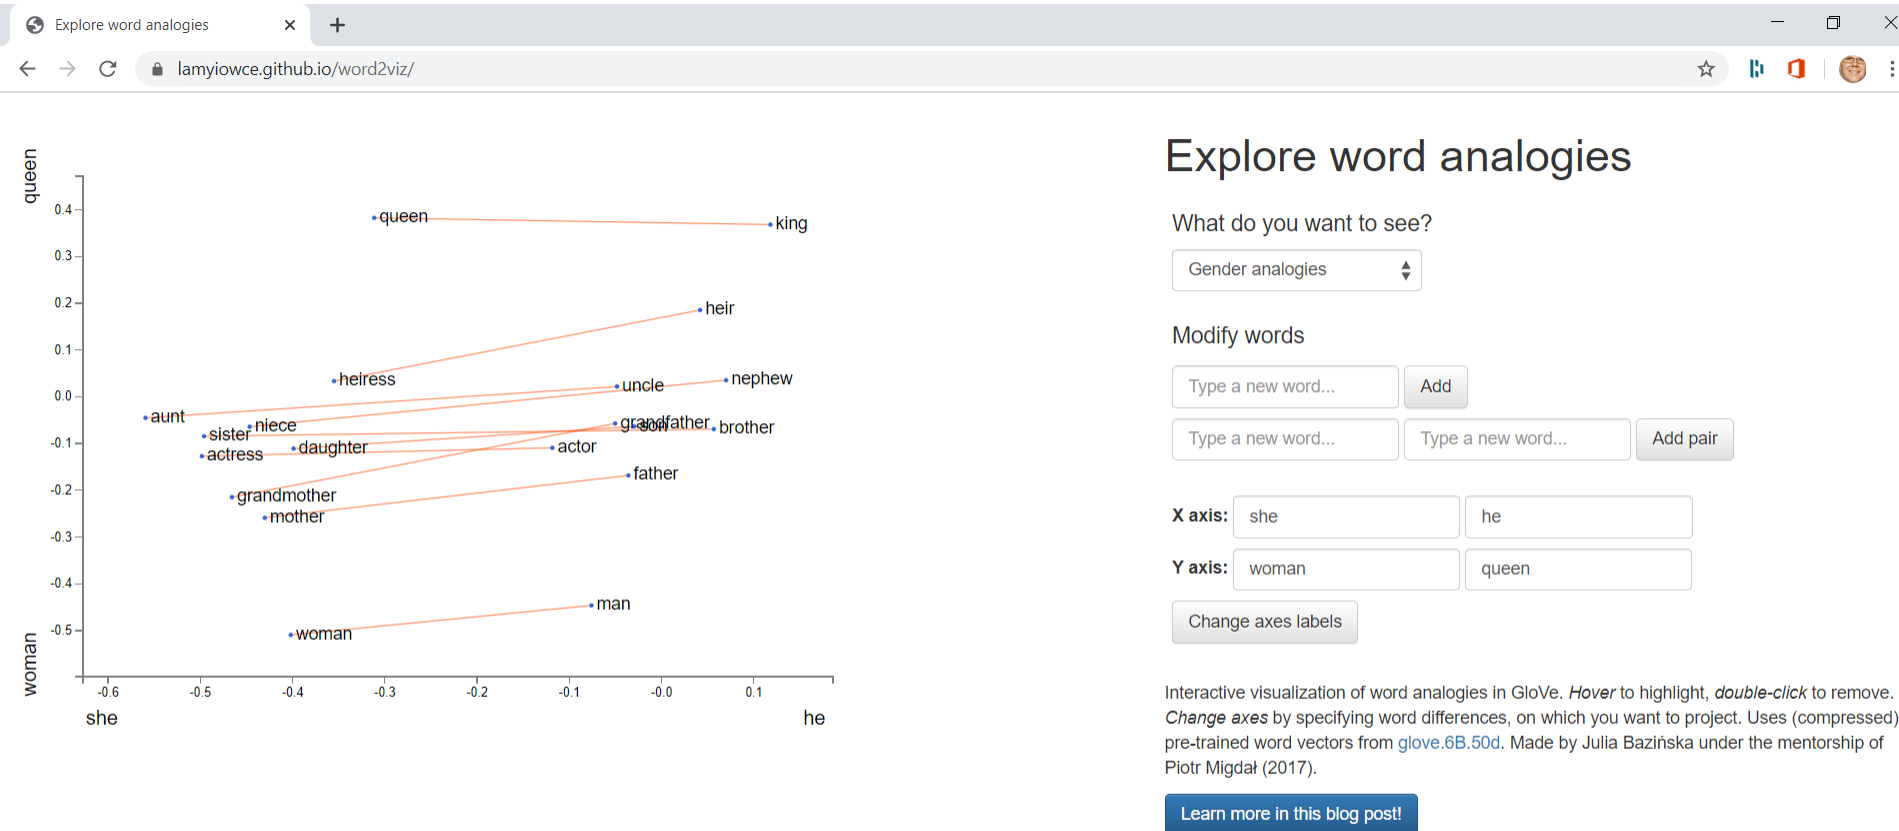 Explore word analogies
lamyiowce.github.io/word2viz/
queen
0.4
0.3
0.2
0.1
0.0
-0.1
-0.2
-0.3
-0.4
-0.5
woman
queen
king
heir
heiress
uncle
nephew
aunt
niece
sister
grandfather
son
brother
actress
daughter
actor
father
grandmother
mother
man
woman
-0.6 -0.5 -0.4 -0.3 -0.2 -0.1 -0.0 0.1
she he
Explore word analogies
What do you want to see?
Gender analogies
Modify words
Type a new word... Add
Type a new word... Type a new word... Add pair
X axis: she he
Y axis: woman queen
Change axes labels
Interactive visualization of word analogies in GloVe. Hover to highlight, double-click to remove.
Change axes by specifying word differences, on which you want to project. Uses (compressed)
pre-trained word vectors from glove.6B.50d. Made by Julia Bazińska under the mentorship of
Piotr Migdał (2017).
Learn more in this blog post!